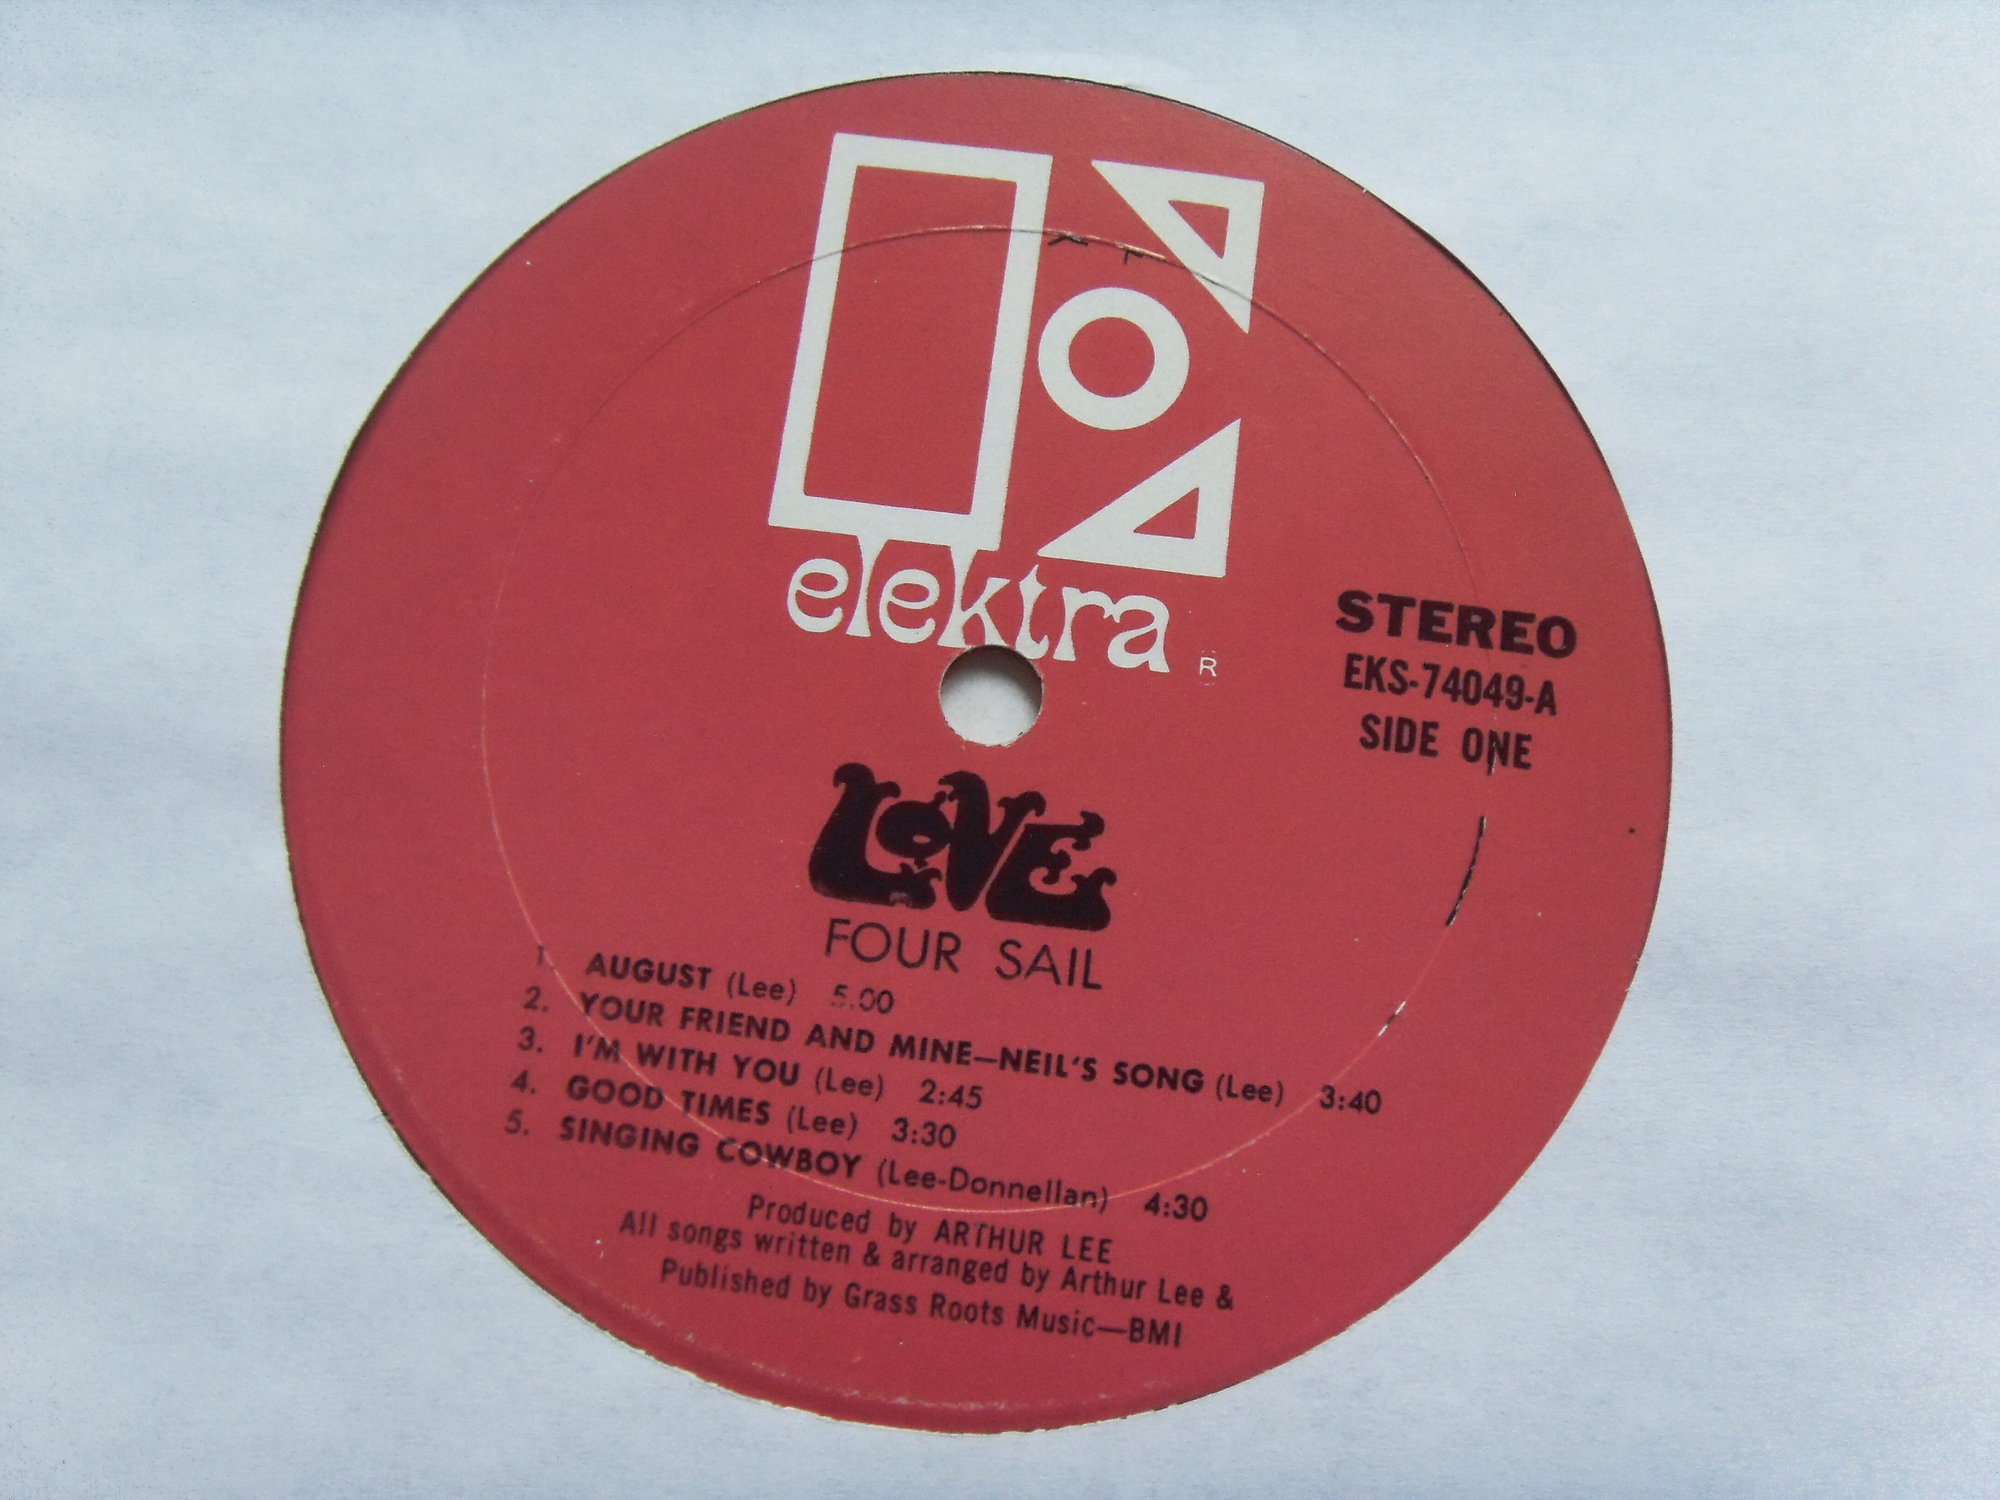 elektra
R
STEREO
EKS-74049-A
SIDE ONE
LOVE
FOUR SAIL
1. AUGUST (Lee) 5.00
2. YOUR FRIEND AND MINE—NEIL'S SONG (Lee) 3:40
3. I'M WITH YOU (Lee) 2:45
4. GOOD TIMES (Lee) 3:30
5. SINGING COWBOY (Lee-Donnellan) 4:30
Produced by ARTHUR LEE
All songs written & arranged by Arthur Lee &
Published by Grass Roots Music—BMI